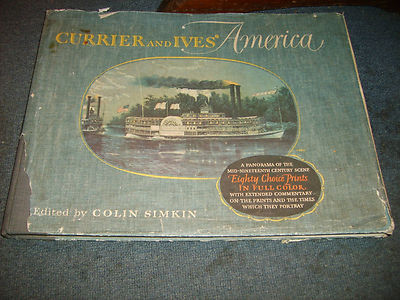 CURRIER AND IVES' America
A PANORAMA OF THE
MID-NINETEENTH CENTURY SCENE
Eighty Choice Prints
IN FULL COLOR,
WITH EXTENDED COMMENTARY
ON THE PRINTS AND THE TIMES
WHICH THEY PORTRAY
Edited by COLIN SIMKIN